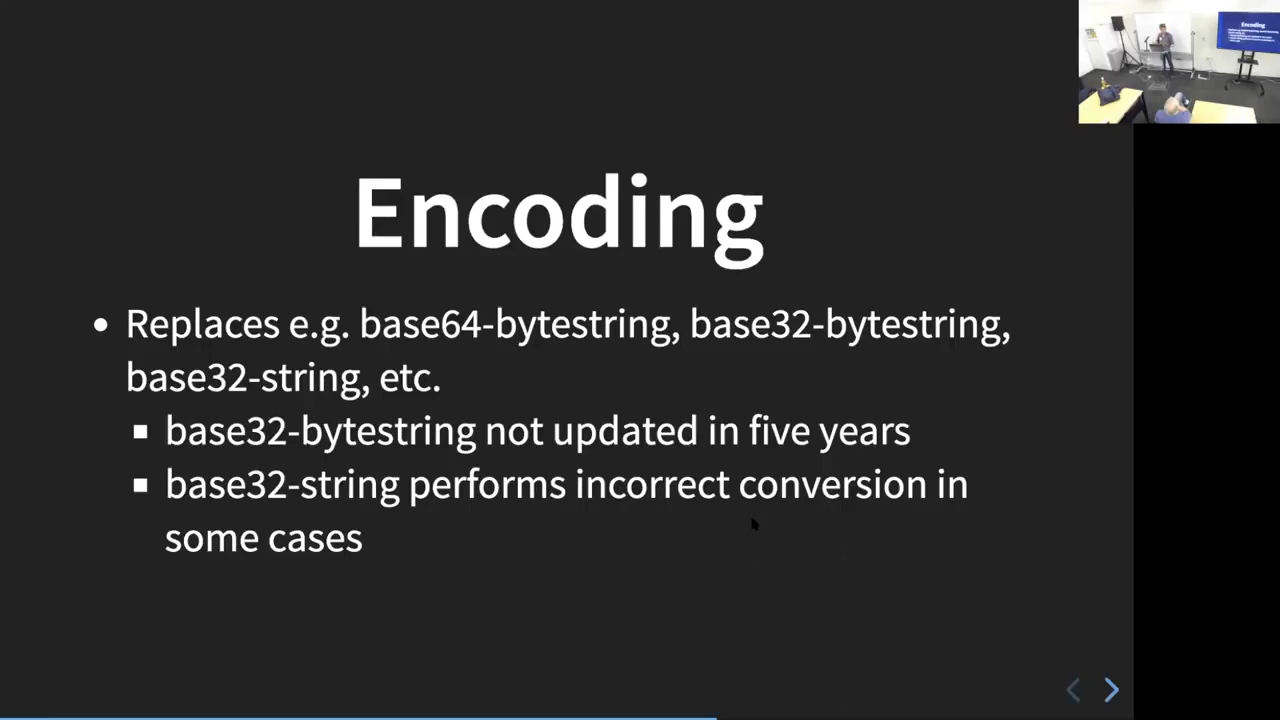 Encoding
Replaces e.g. base64-bytestring, base32-bytestring,
base32-string, etc.
base32-bytestring not updated in five years
base32-string performs incorrect conversion in
some cases
Encoding